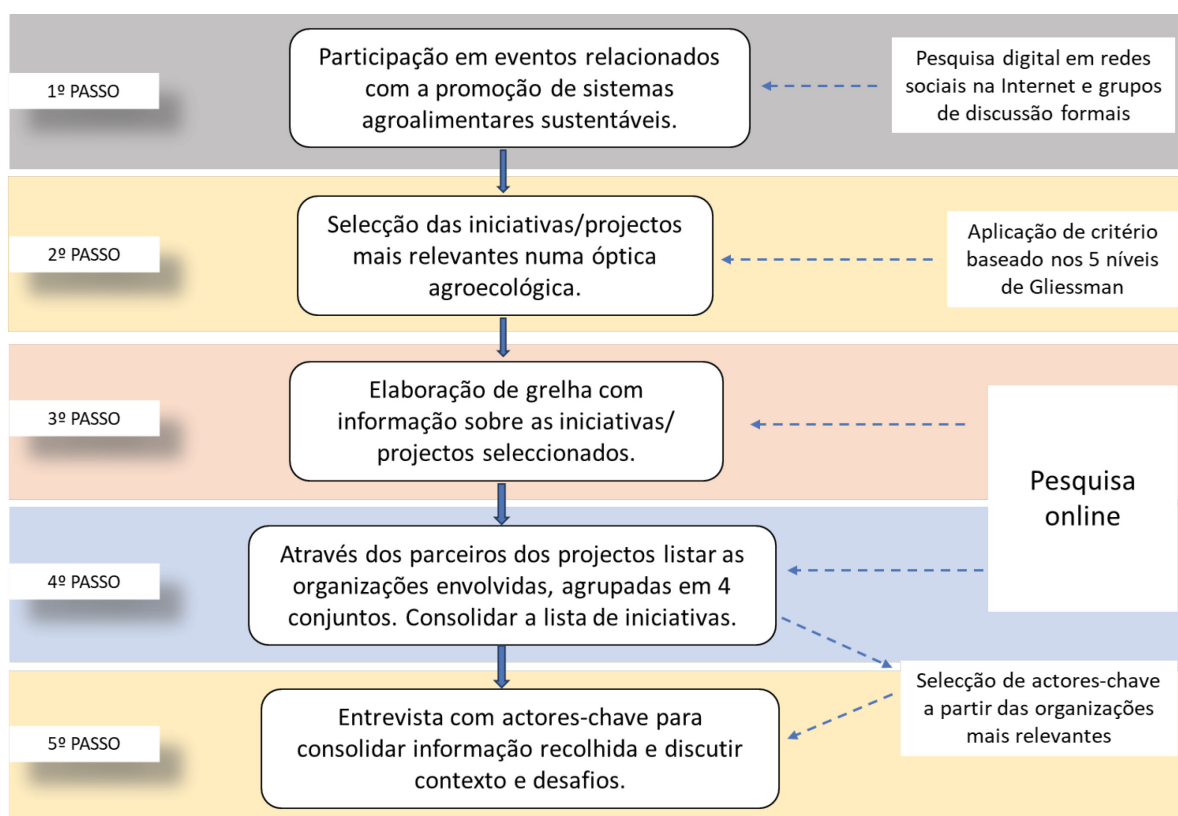 1º PASSO
Participação em eventos relacionados
com a promoção de sistemas
agroalimentares sustentáveis.
Pesquisa digital em redes
sociais na Internet e grupos
de discussão formais
2º PASSO
Selecção das iniciativas/projectos
mais relevantes numa óptica
agroecológica.
Aplicação de critério
baseado nos 5 níveis
de Gliessman
3º PASSO
Elaboração de grelha com
informação sobre as iniciativas/
projectos seleccionados.
Pesquisa
online
4º PASSO
Através dos parceiros dos projectos listar as
organizações envolvidas, agrupadas em 4
conjuntos. Consolidar a lista de iniciativas.
Selecção de actores-chave
a partir das organizações
mais relevantes
5º PASSO
Entrevista com actores-chave para
consolidar informação recolhida e discutir
contexto e desafios.